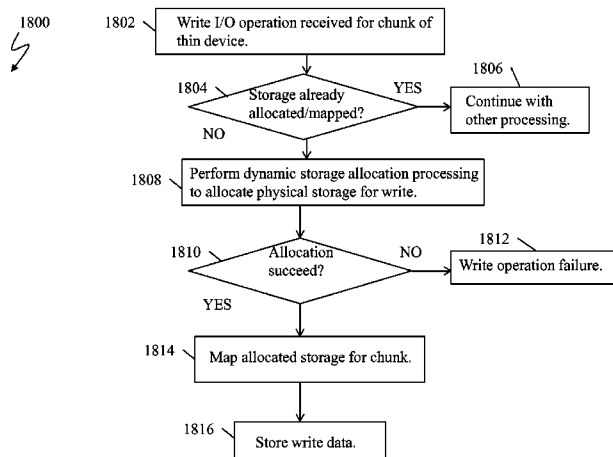 1800
1802
Write I/O operation received for chunk of
thin device.
1804
Storage already
allocated/mapped?
YES
NO
1806
Continue with
other processing.
1808
Perform dynamic storage allocation processing
to allocate physical storage for write.
1810
Allocation
succeed?
NO
YES
1812
Write operation failure.
1814
Map allocated storage for chunk.
1816
Store write data.